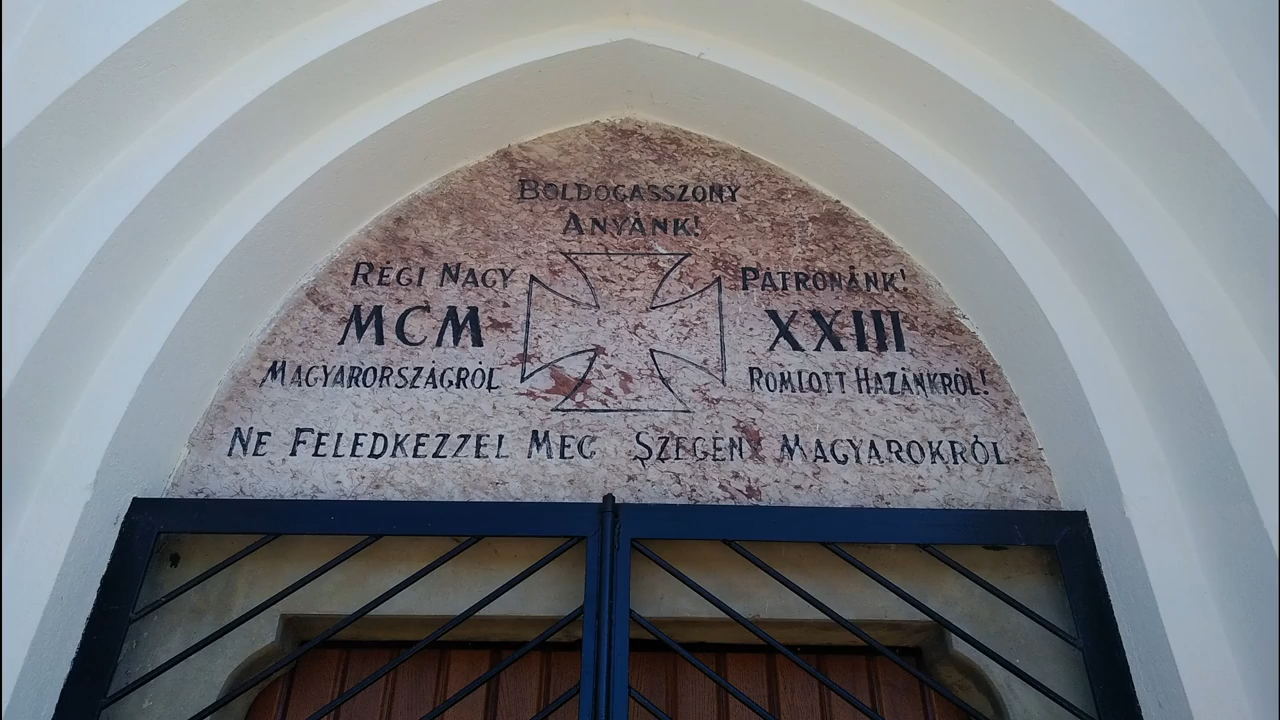 BOLDOGASSZONY
ANYÁNK!
RÉGI NAGY PATRONÁNK!
MCM XXIII
MAGYARORSZÁGRÓL ROMLOTT HAZÁNKRÓL!
NE FELEDKEZZEL MEG SZEGÉNY MAGYAROKRÓL